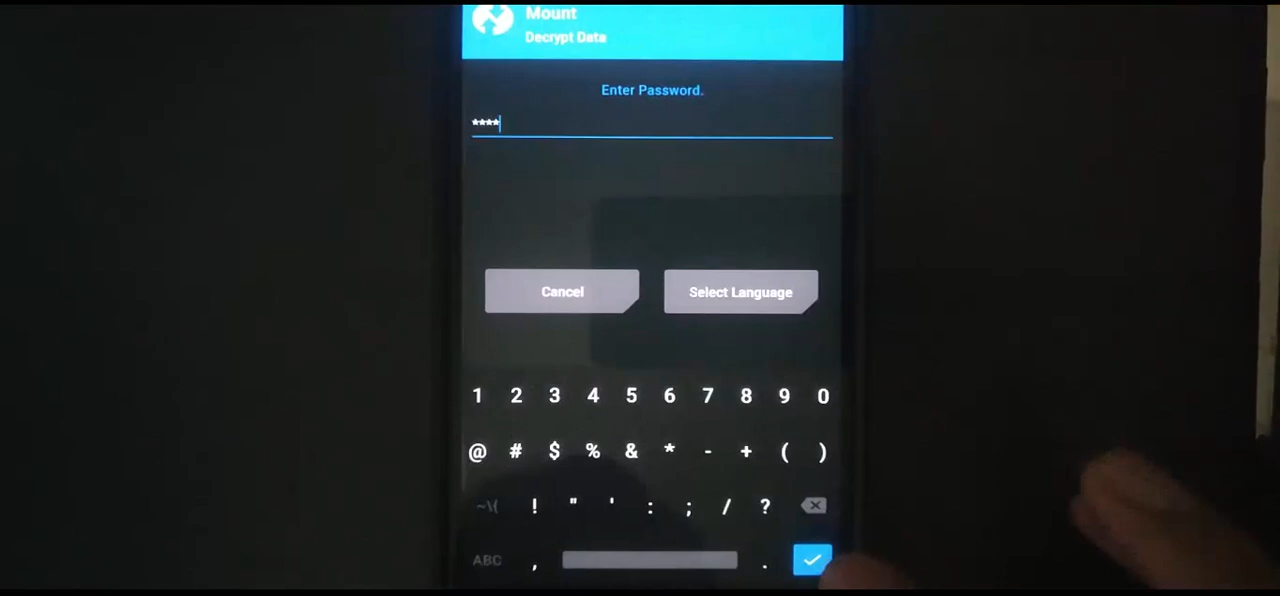 Mount
Decrypt Data
Enter Password.
****
Cancel
Select Language
1 2 3 4 5 6 7 8 9 0
@ # $ % & * - + ( )
~\( ! " ' : ; / ?
ABC , .